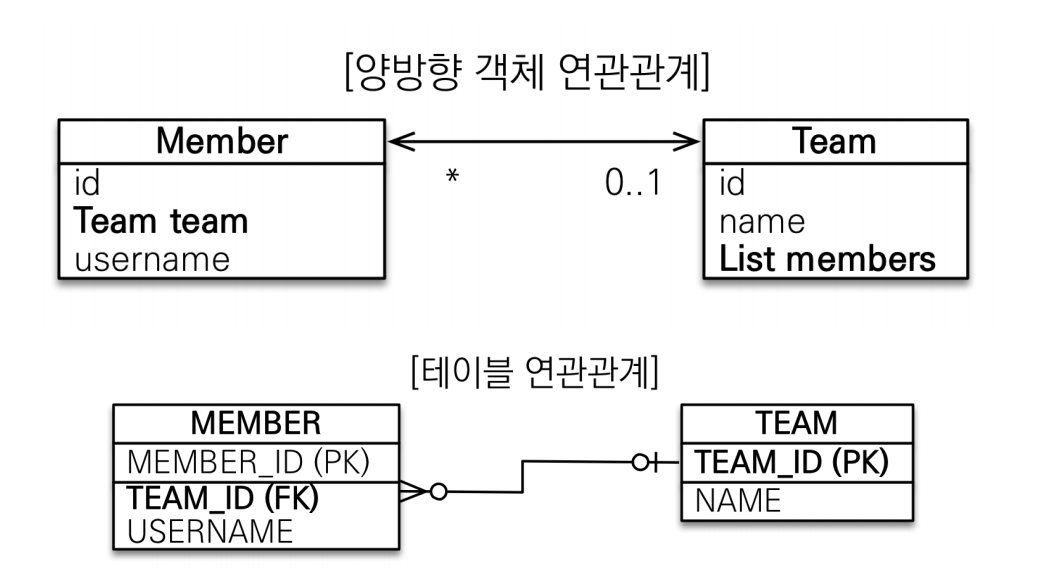 [양방향 객체 연관관계]
Member
id
Team team
username
*
0..1
Team
id
name
List members
[테이블 연관관계]
MEMBER
MEMBER_ID (PK)
TEAM_ID (FK)
USERNAME
TEAM
TEAM_ID (PK)
NAME